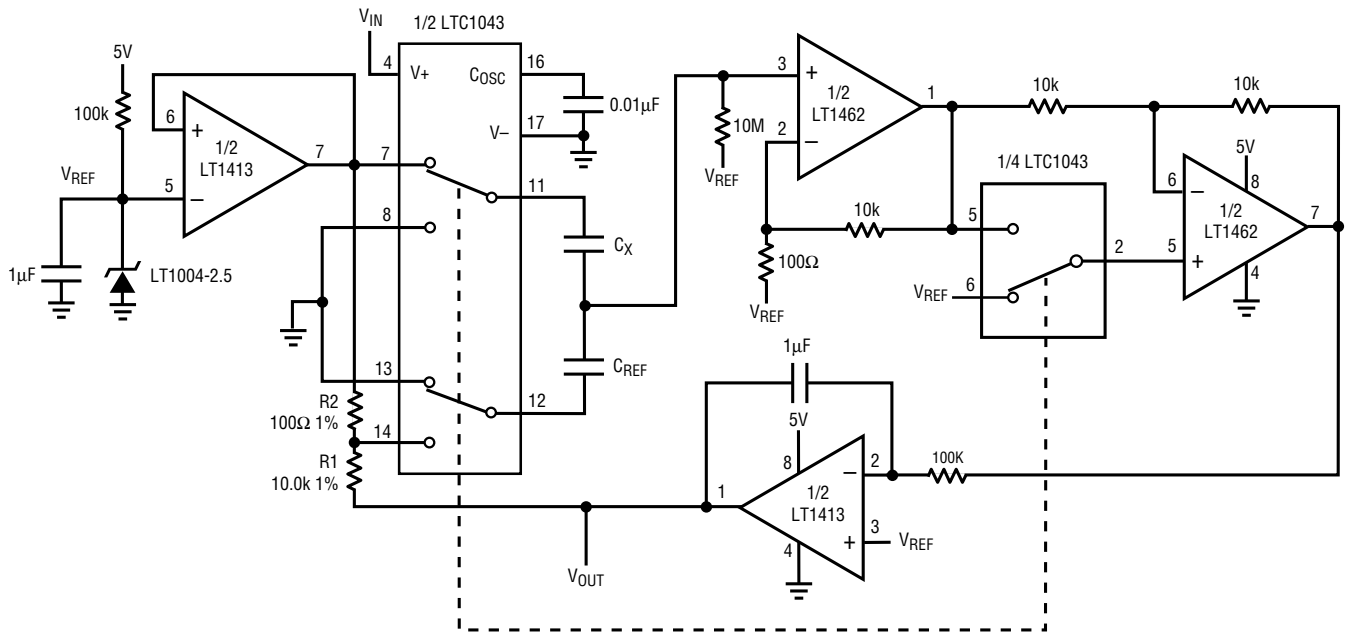 V_IN
1/2 LTC1043
5V
100k
6
+
1/2
LT1413
7
V_REF
5
−
1µF
LT1004-2.5
4
V+
C_OSC
16
0.01µF
V−
17
7
11
8
C_X
C_REF
13
12
14
R2
100Ω 1%
R1
10.0k 1%
3
+
1/2
LT1462
1
2
−
10M
V_REF
10k
100Ω
V_REF
10k
10k
1/4 LTC1043
5
2
V_REF
6
5V
8
6
−
1/2
LT1462
7
5
+
4
1µF
5V
8
−
2
100K
1
1/2
LT1413
3
+
V_REF
4
V_OUT